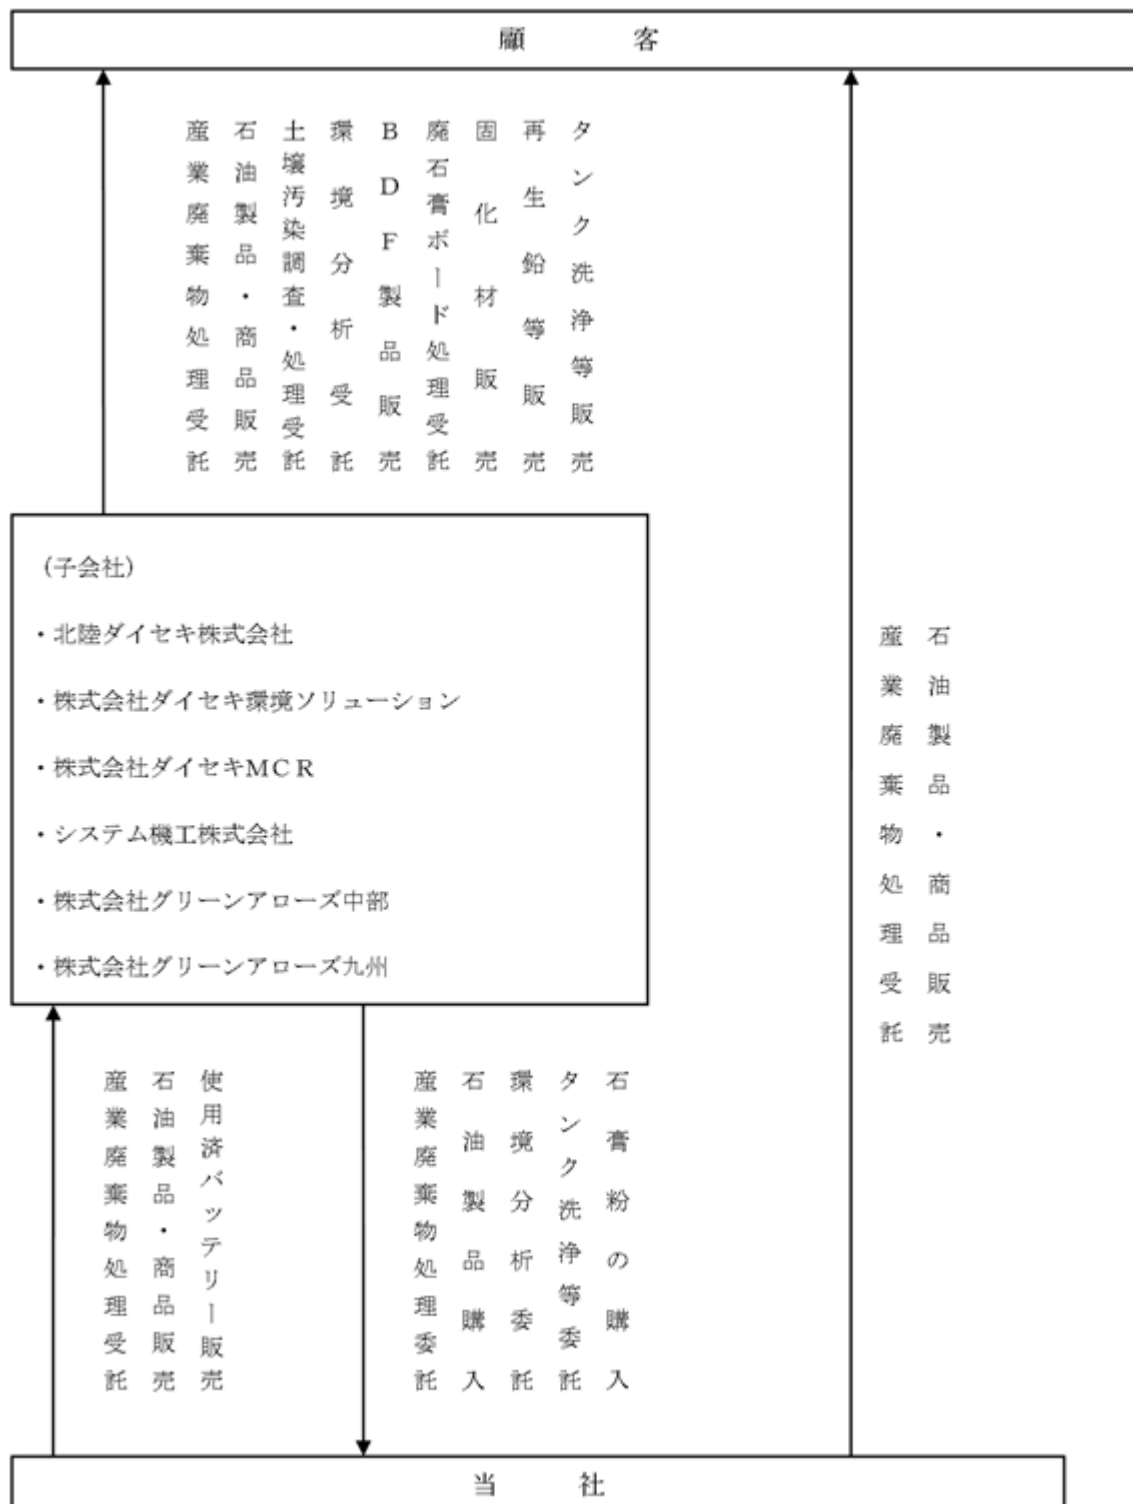 顧客
産業廃棄物処理受託
石油製品・商品販売
土壌汚染調査・処理受託
環境分析受託
BDF製品販売
廃石膏ボード処理受託
固化材販売
再生鉛等販売
タンク洗浄等販売
(子会社)
・北陸ダイセキ株式会社
・株式会社ダイセキ環境ソリューション
・株式会社ダイセキMCR
・システム機工株式会社
・株式会社グリーンアローズ中部
・株式会社グリーンアローズ九州
産業廃棄物処理受託
石油製品・商品販売
産業廃棄物処理受託
石油製品・商品販売
使用済バッテリー販売
産業廃棄物処理委託
石油製品購入
環境分析委託
タンク洗浄等委託
石膏粉の購入
当社